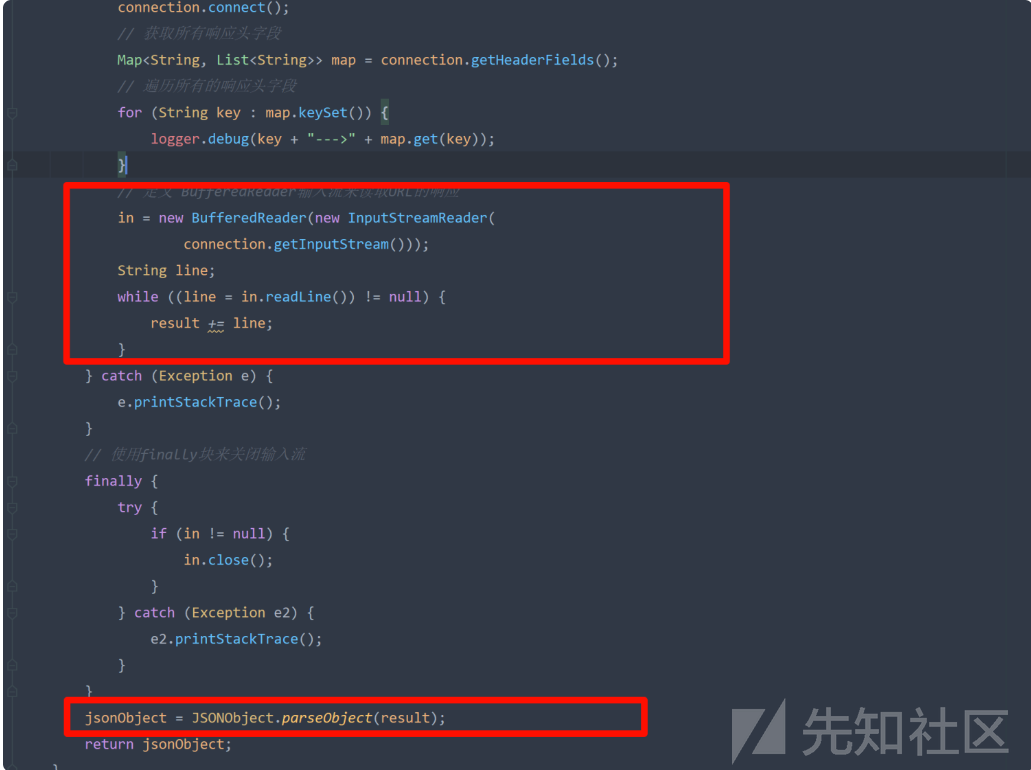 connection.connect();
// 获取所有响应头字段
Map<String, List<String>> map = connection.getHeaderFields();
// 遍历所有的响应头字段
for (String key : map.keySet()) {
logger.debug(key + "--->" + map.get(key));
}
// 定义 BufferedReader输入流来读取URL的响应
in = new BufferedReader(new InputStreamReader(
connection.getInputStream()));
String line;
while ((line = in.readLine()) != null) {
result += line;
}
} catch (Exception e) {
e.printStackTrace();
}
// 使用finally块来关闭输入流
finally {
try {
if (in != null) {
in.close();
}
} catch (Exception e2) {
e2.printStackTrace();
}
}
jsonObject = JSONObject.parseObject(result);
return jsonObject;
}
先知社区